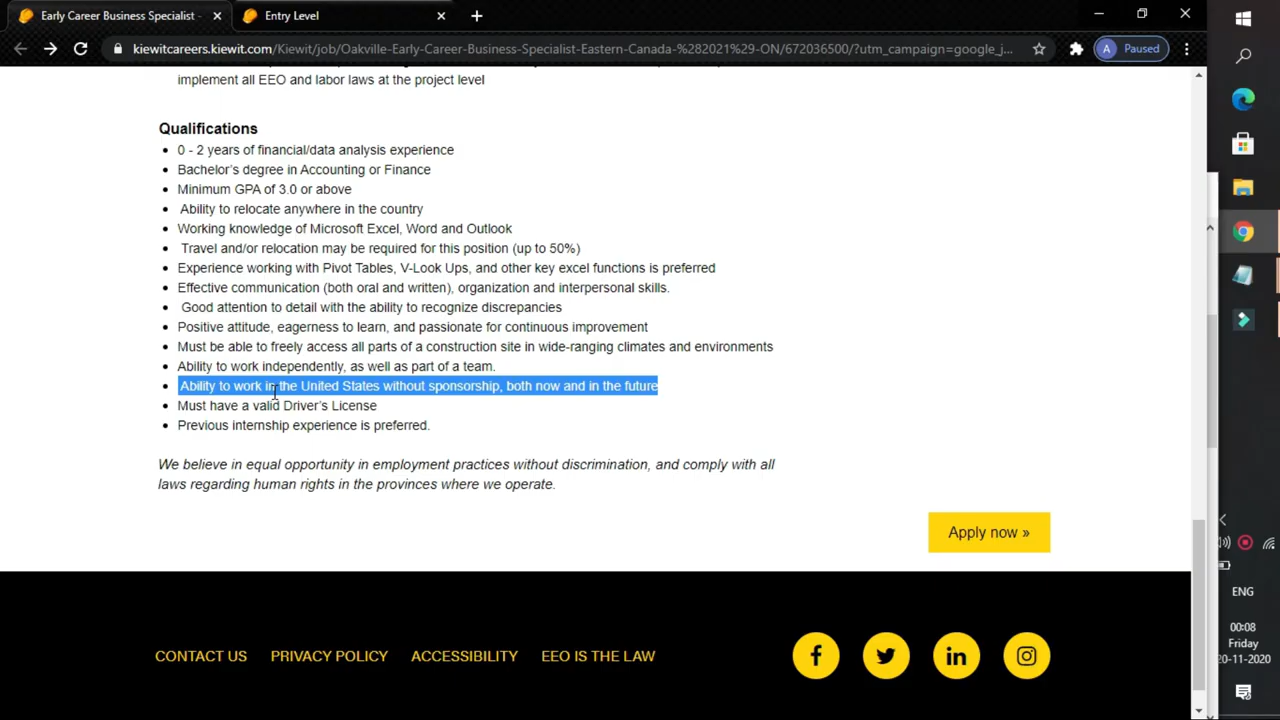 Early Career Business Specialist -
Entry Level
kiewitcareers.kiewit.com/Kiewit/job/Oakville-Early-Career-Business-Specialist-Eastern-Canada-%282021%29-ON/672036500/?utm_campaign=google_j...
A Paused
implement all EEO and labor laws at the project level
Qualifications
• 0 - 2 years of financial/data analysis experience
• Bachelor’s degree in Accounting or Finance
• Minimum GPA of 3.0 or above
• Ability to relocate anywhere in the country
• Working knowledge of Microsoft Excel, Word and Outlook
• Travel and/or relocation may be required for this position (up to 50%)
• Experience working with Pivot Tables, V-Look Ups, and other key excel functions is preferred
• Effective communication (both oral and written), organization and interpersonal skills.
• Good attention to detail with the ability to recognize discrepancies
• Positive attitude, eagerness to learn, and passionate for continuous improvement
• Must be able to freely access all parts of a construction site in wide-ranging climates and environments
• Ability to work independently, as well as part of a team.
• Ability to work in the United States without sponsorship, both now and in the future
• Must have a valid Driver’s License
• Previous internship experience is preferred.
We believe in equal opportunity in employment practices without discrimination, and comply with all
laws regarding human rights in the provinces where we operate.
Apply now »
CONTACT US PRIVACY POLICY ACCESSIBILITY EEO IS THE LAW
ENG
00:08
Friday
20-11-2020